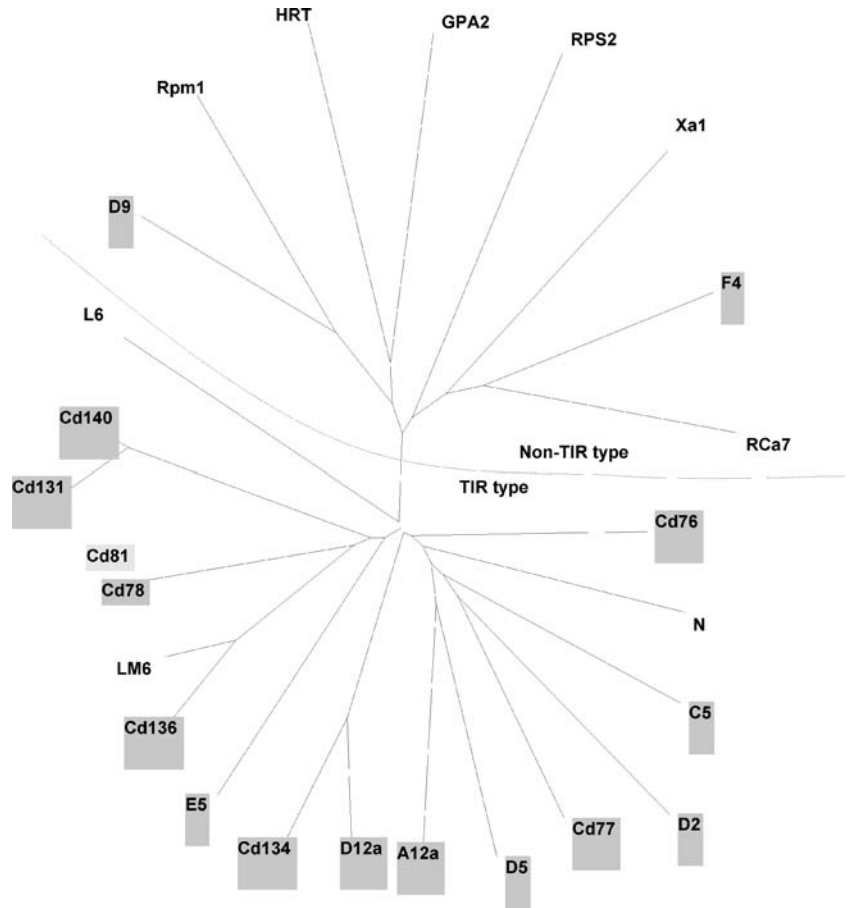 HRT
GPA2
RPS2
Rpm1
Xa1
D9
F4
L6
Cd140
RCa7
Non-TIR type
Cd131
TIR type
Cd76
Cd81
Cd78
N
LM6
C5
Cd136
E5
D2
Cd77
Cd134
D12a
A12a
D5